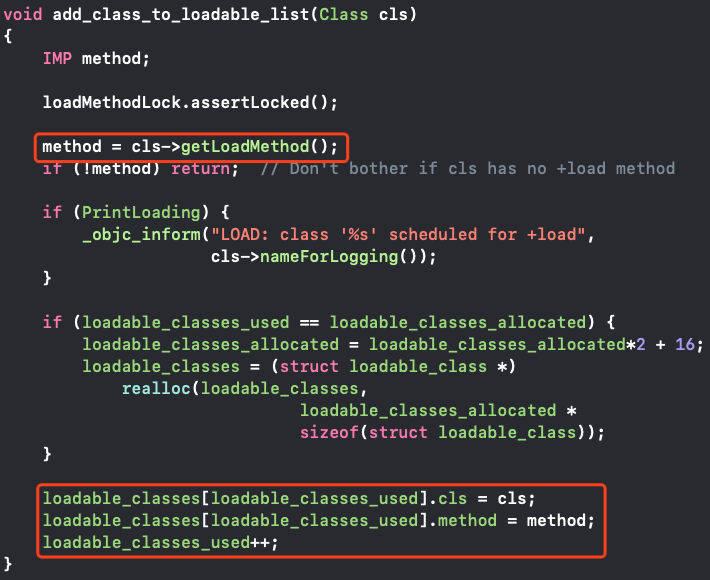 void add_class_to_loadable_list(Class cls)
{
    IMP method;
    loadMethodLock.assertLocked();
    method = cls->getLoadMethod();
    if (!method) return;  // Don't bother if cls has no +load method
    if (PrintLoading) {
        _objc_inform("LOAD: class '%s' scheduled for +load",
                     cls->nameForLogging());
    }
    if (loadable_classes_used == loadable_classes_allocated) {
        loadable_classes_allocated = loadable_classes_allocated*2 + 16;
        loadable_classes = (struct loadable_class *)
            realloc(loadable_classes,
                              loadable_classes_allocated *
                              sizeof(struct loadable_class));
    }
    loadable_classes[loadable_classes_used].cls = cls;
    loadable_classes[loadable_classes_used].method = method;
    loadable_classes_used++;
}